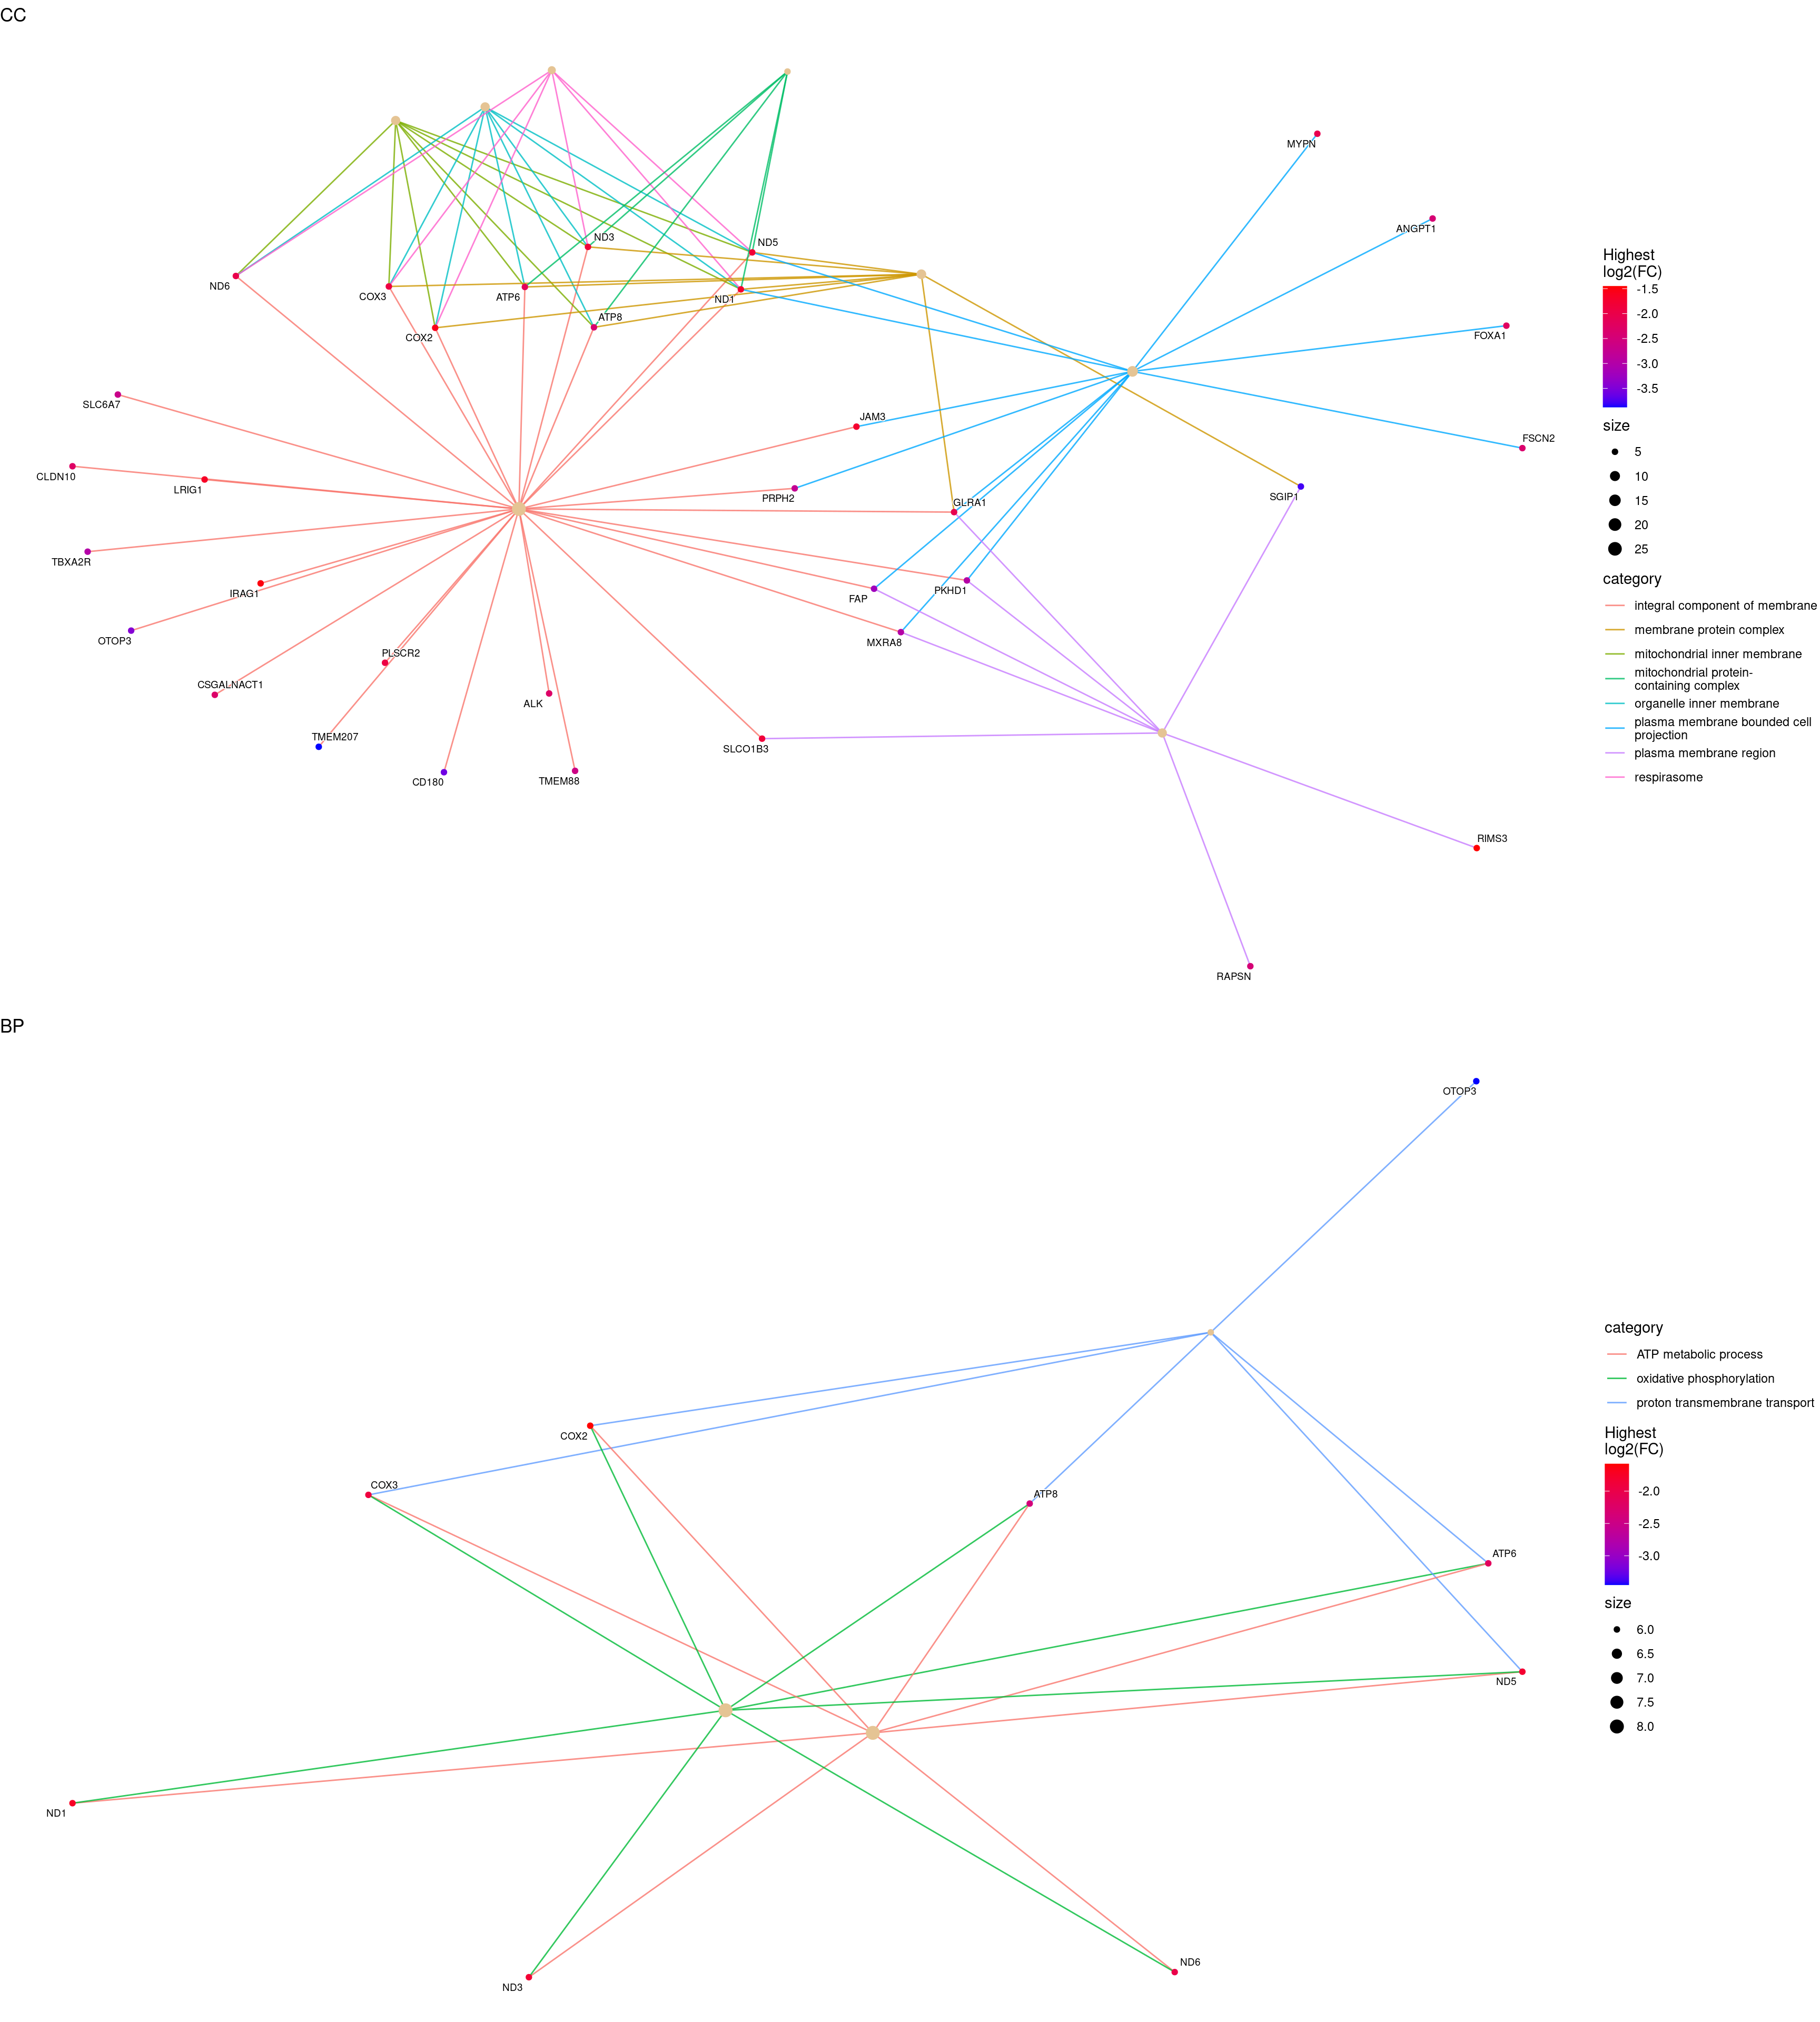 CC
MYPN
ANGPT1
ND3
ND5
ND6
COX3
ATP6
ND1
COX2
ATP8
FOXA1
SLC6A7
JAM3
FSCN2
CLDN10
LRIG1
PRPH2
GLRA1
SGIP1
TBXA2R
IRAG1
FAP
PKHD1
OTOP3
MXRA8
PLSCR2
CSGALNACT1
ALK
TMEM207
SLCO1B3
CD180
TMEM88
RIMS3
RAPSN
Highest
log2(FC)
-1.5
-2.0
-2.5
-3.0
-3.5
size
5
10
15
20
25
category
integral component of membrane
membrane protein complex
mitochondrial inner membrane
mitochondrial protein-
containing complex
organelle inner membrane
plasma membrane bounded cell
projection
plasma membrane region
respirasome
BP
OTOP3
COX2
COX3
ATP8
ATP6
ND5
ND1
ND6
ND3
category
ATP metabolic process
oxidative phosphorylation
proton transmembrane transport
Highest
log2(FC)
-2.0
-2.5
-3.0
size
6.0
6.5
7.0
7.5
8.0